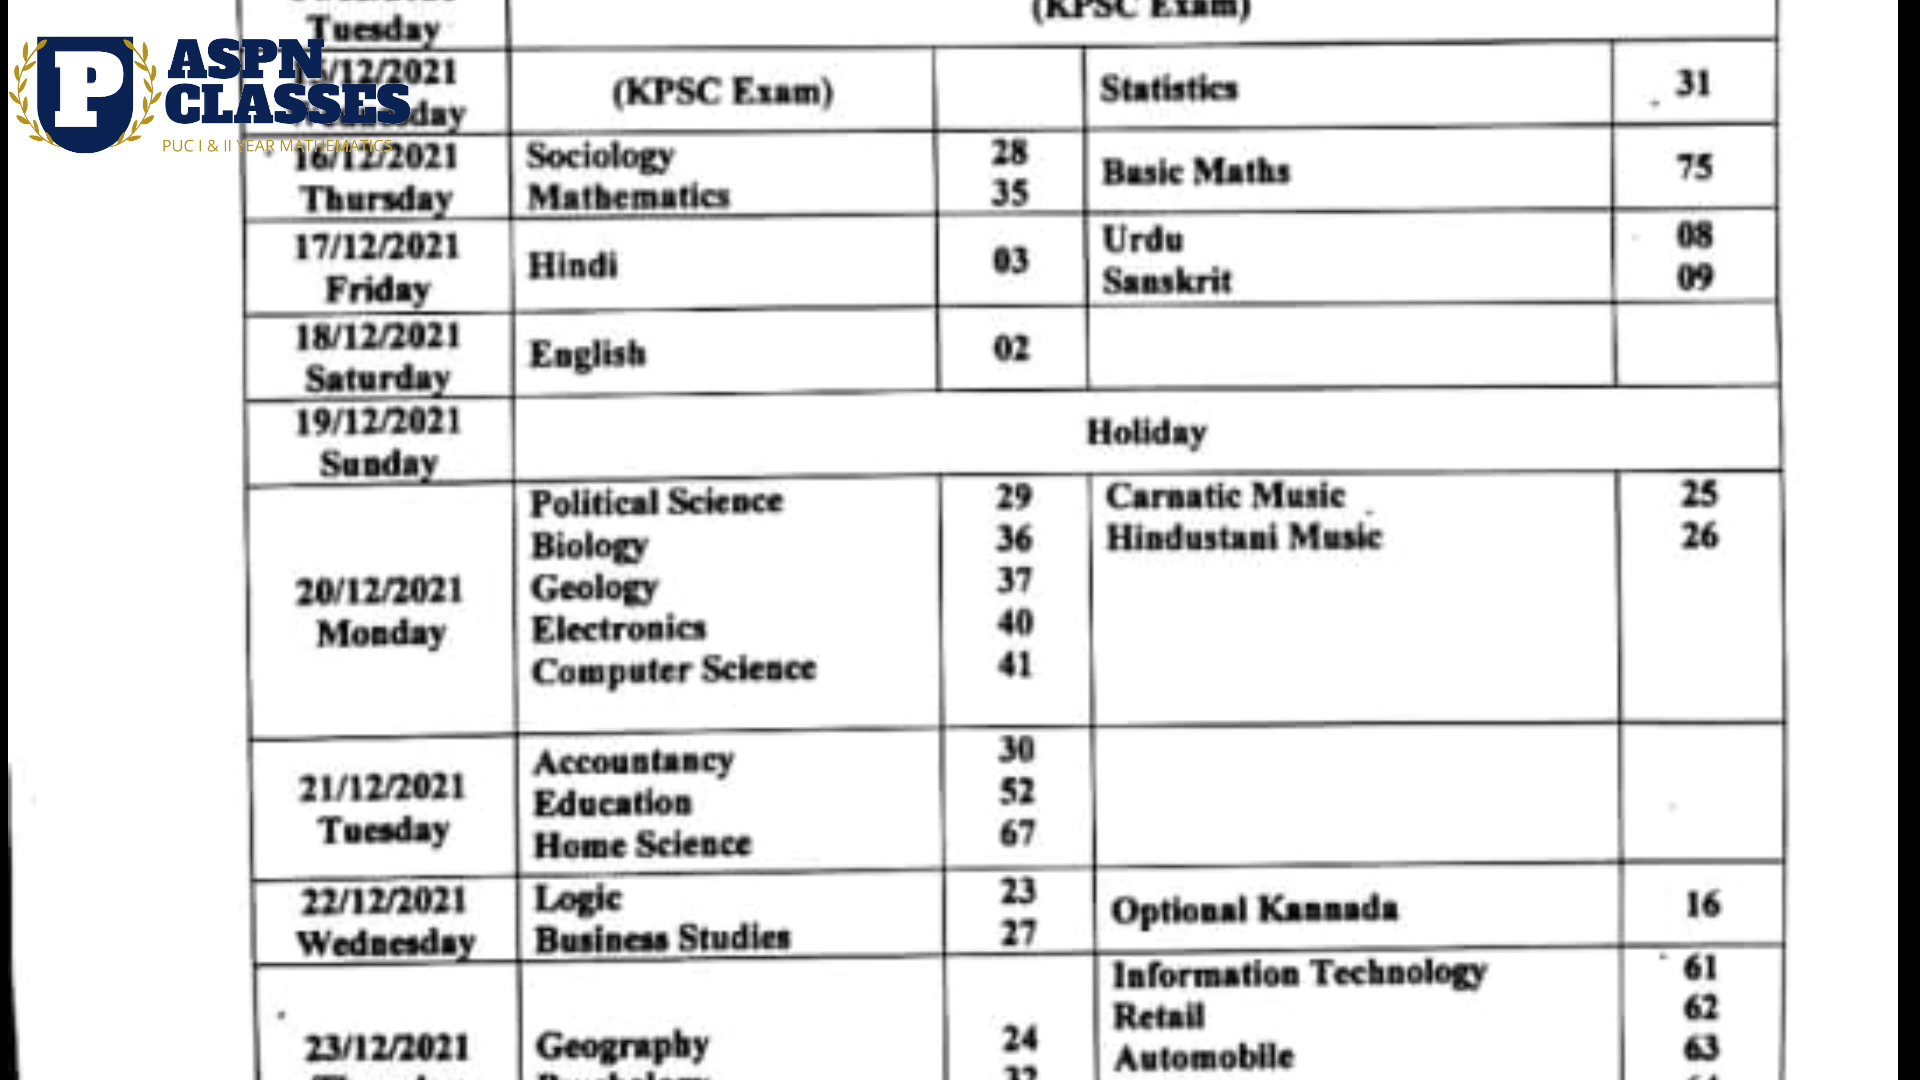 ASPN
CLASSES
PUC I & II YEAR MATHEMATICS
Tuesday
(KPSC Exam)
15/12/2021
Wednesday
(KPSC Exam)
Statistics
31
16/12/2021
Thursday
Sociology 28
Mathematics 35
Basic Maths 75
17/12/2021
Friday
Hindi 03
Urdu 08
Sanskrit 09
18/12/2021
Saturday
English 02
19/12/2021
Sunday
Holiday
20/12/2021
Monday
Political Science 29
Biology 36
Geology 37
Electronics 40
Computer Science 41
Carnatic Music 25
Hindustani Music 26
21/12/2021
Tuesday
Accountancy 30
Education 52
Home Science 67
22/12/2021
Wednesday
Logic 23
Business Studies 27
Optional Kannada 16
23/12/2021
Geography 24
Information Technology 61
Retail 62
Automobile 63